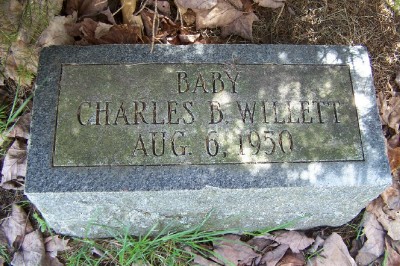 BABY
CHARLES B. WILLETT
AUG. 6, 1950